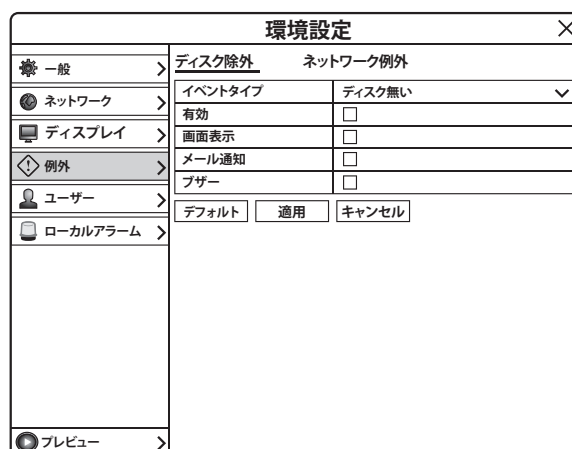 環境設定
一般
ネットワーク
ディスプレイ
例外
ユーザー
ローカルアラーム
プレビュー
ディスク除外 ネットワーク例外
イベントタイプ ディスク無い
有効
画面表示
メール通知
ブザー
デフォルト 適用 キャンセル